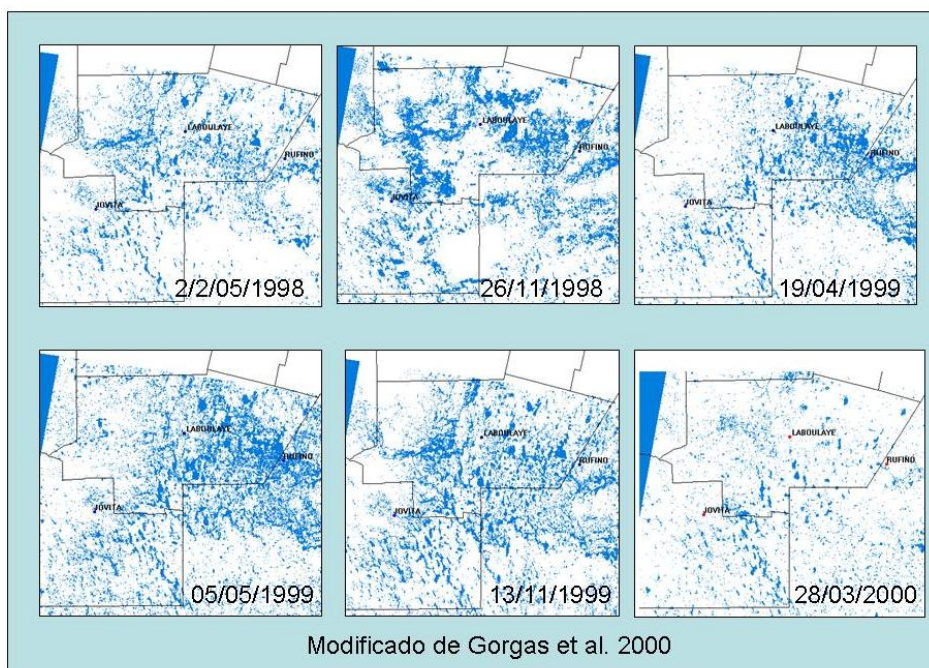 LABOULAYE
RUFINO
JOVITA
2/2/05/1998
LABOULAYE
RUFINO
JOVITA
26/11/1998
LABOULAYE
RUFINO
JOVITA
19/04/1999
LABOULAYE
RUFINO
JOVITA
05/05/1999
LABOULAYE
RUFINO
JOVITA
13/11/1999
LABOULAYE
RUFINO
JOVITA
28/03/2000
Modificado de Gorgas et al. 2000